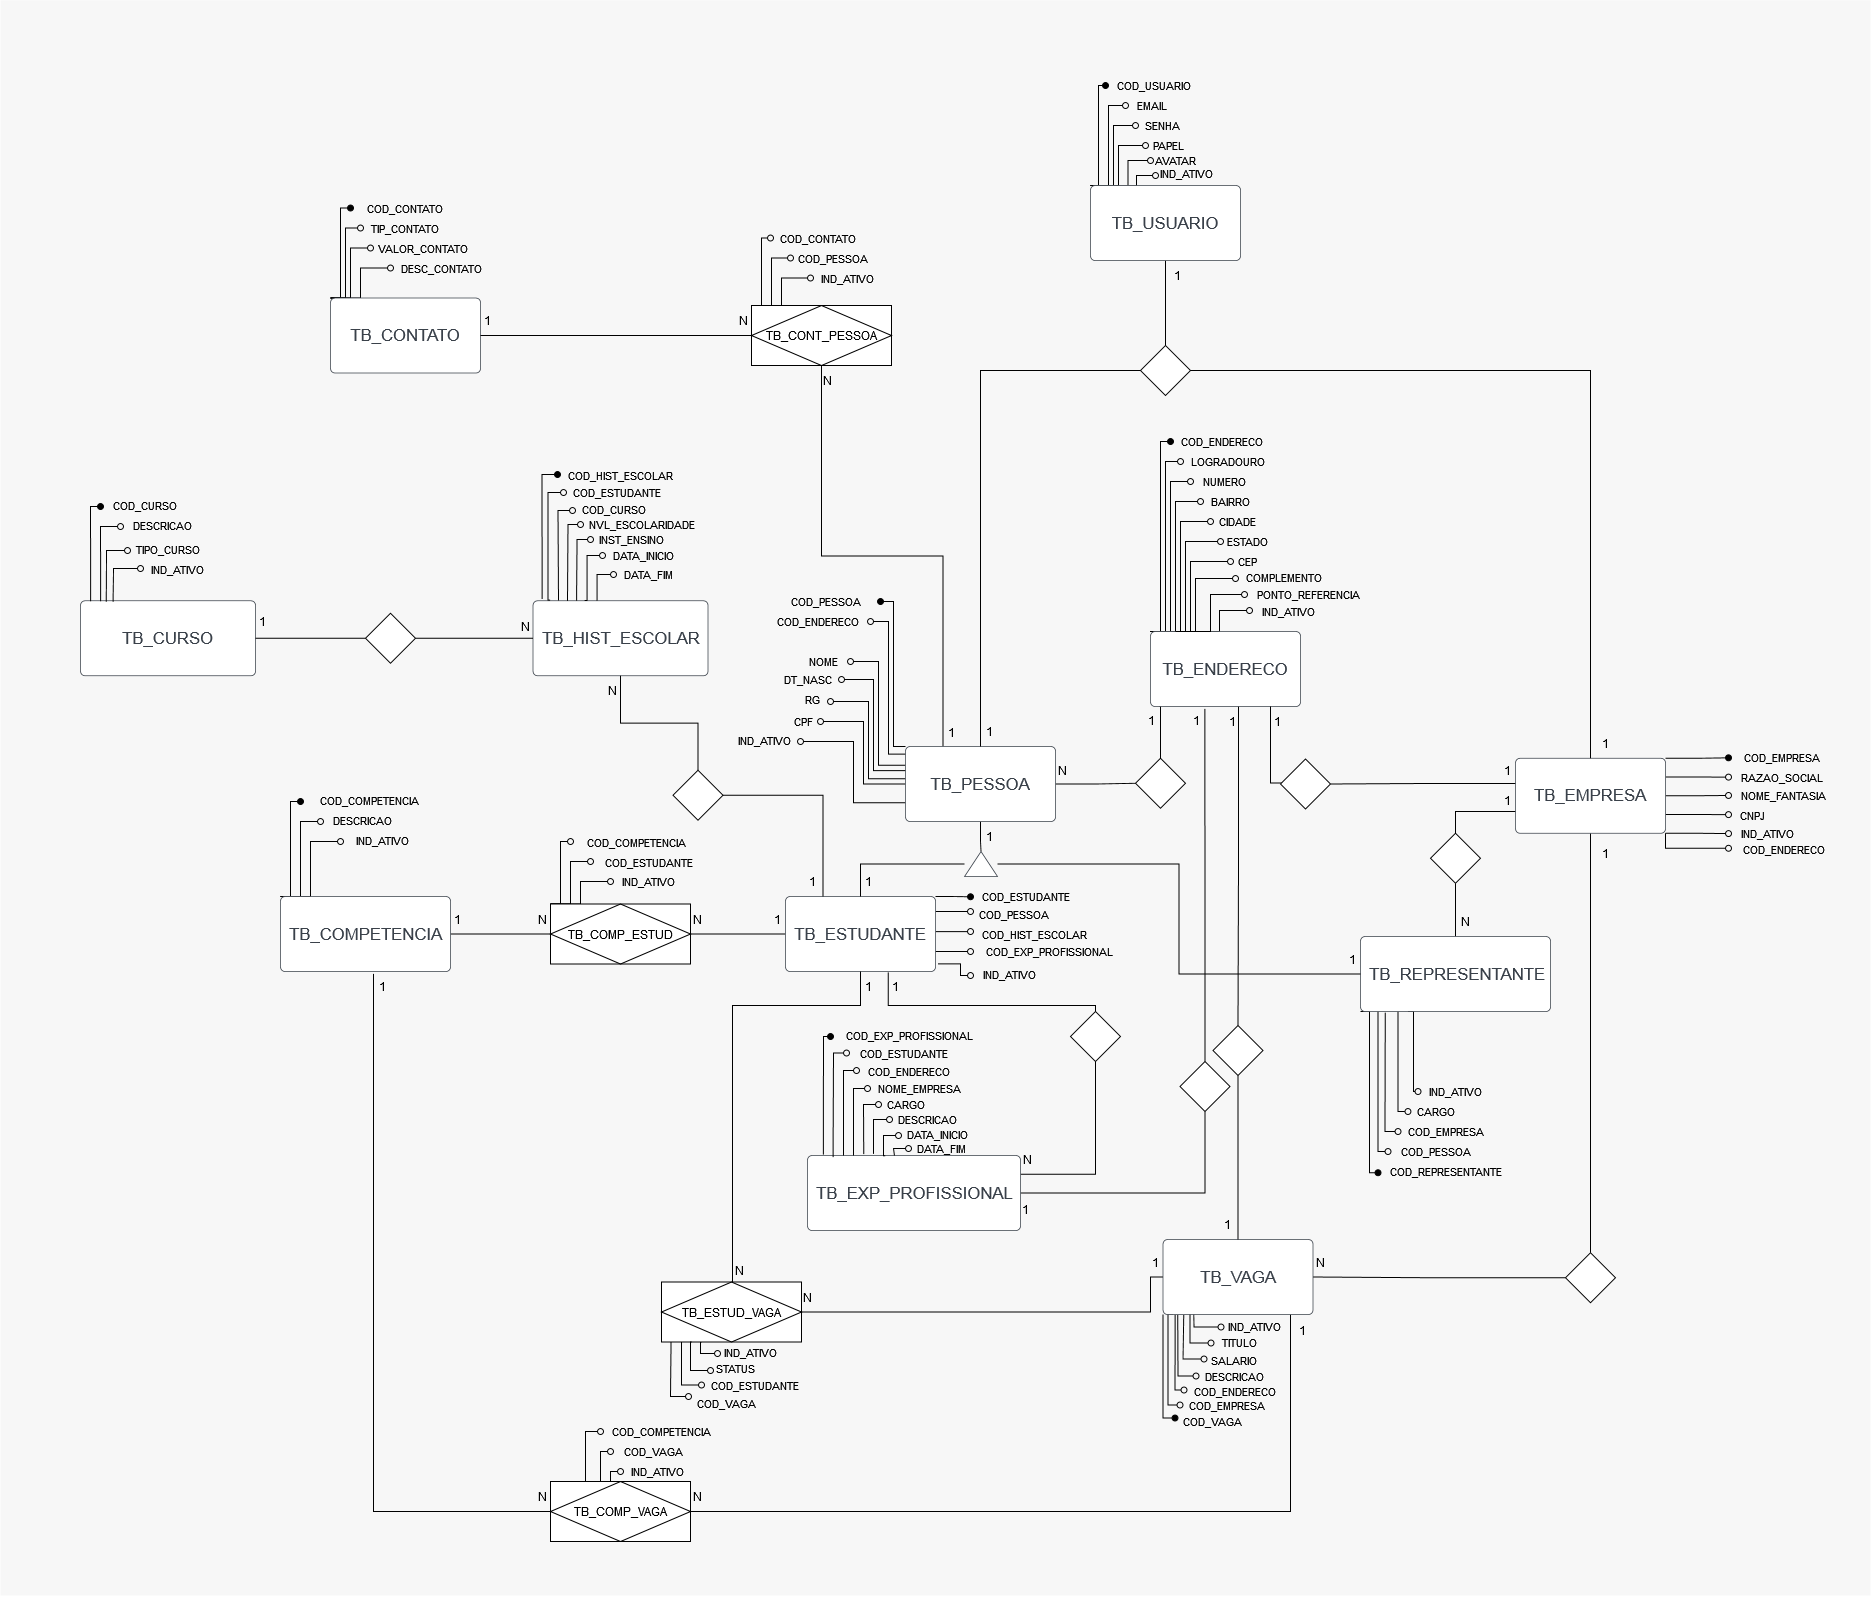 COD_USUARIO
EMAIL
SENHA
PAPEL
AVATAR
IND_ATIVO
TB_USUARIO
1
COD_CONTATO
TIP_CONTATO
VALOR_CONTATO
DESC_CONTATO
TB_CONTATO
1
COD_CONTATO
COD_PESSOA
IND_ATIVO
N
TB_CONT_PESSOA
N
COD_ENDERECO
LOGRADOURO
NUMERO
BAIRRO
CIDADE
ESTADO
CEP
COMPLEMENTO
PONTO_REFERENCIA
IND_ATIVO
TB_ENDERECO
1
1
1
1
COD_CURSO
DESCRICAO
TIPO_CURSO
IND_ATIVO
TB_CURSO
1
COD_HIST_ESCOLAR
COD_ESTUDANTE
COD_CURSO
NVL_ESCOLARIDADE
INST_ENSINO
DATA_INICIO
DATA_FIM
N
TB_HIST_ESCOLAR
N
COD_PESSOA
COD_ENDERECO
NOME
DT_NASC
RG
CPF
IND_ATIVO
1
1
TB_PESSOA
N
1
1
1
1
TB_EMPRESA
1
COD_EMPRESA
RAZAO_SOCIAL
NOME_FANTASIA
CNPJ
IND_ATIVO
COD_ENDERECO
COD_COMPETENCIA
DESCRICAO
IND_ATIVO
TB_COMPETENCIA
1
1
COD_COMPETENCIA
COD_ESTUDANTE
IND_ATIVO
N
TB_COMP_ESTUD
N
1
1
1
TB_ESTUDANTE
1
1
COD_ESTUDANTE
COD_PESSOA
COD_HIST_ESCOLAR
COD_EXP_PROFISSIONAL
IND_ATIVO
N
1
TB_REPRESENTANTE
IND_ATIVO
CARGO
COD_EMPRESA
COD_PESSOA
COD_REPRESENTANTE
COD_EXP_PROFISSIONAL
COD_ESTUDANTE
COD_ENDERECO
NOME_EMPRESA
CARGO
DESCRICAO
DATA_INICIO
DATA_FIM
TB_EXP_PROFISSIONAL
N
1
1
1
TB_VAGA
N
1
IND_ATIVO
TITULO
SALARIO
DESCRICAO
COD_ENDERECO
COD_EMPRESA
COD_VAGA
N
TB_ESTUD_VAGA
N
IND_ATIVO
STATUS
COD_ESTUDANTE
COD_VAGA
COD_COMPETENCIA
COD_VAGA
IND_ATIVO
N
TB_COMP_VAGA
N